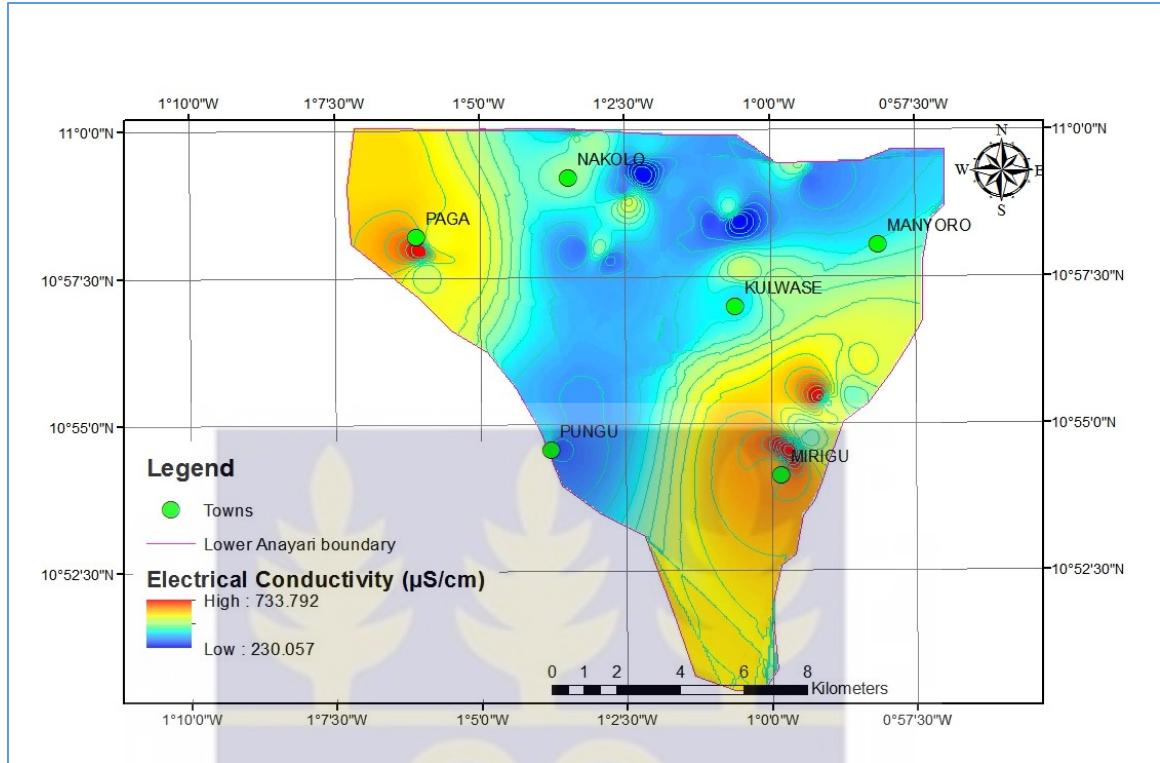 1°10'0"W 1°7'30"W 1°5'0"W 1°2'30"W 1°0'0"W 0°57'30"W
11°0'0"N 11°0'0"N
N
W E
S
NAKOLO
PAGA
MANYORO
10°57'30"N 10°57'30"N
KULWASE
10°55'0"N 10°55'0"N
PUNGU
MIRIGU
Legend
Towns
Lower Anayari boundary
10°52'30"N 10°52'30"N
Electrical Conductivity (µS/cm)
High : 733.792
Low : 230.057
0 1 2 4 6 8
Kilometers
1°10'0"W 1°7'30"W 1°5'0"W 1°2'30"W 1°0'0"W 0°57'30"W